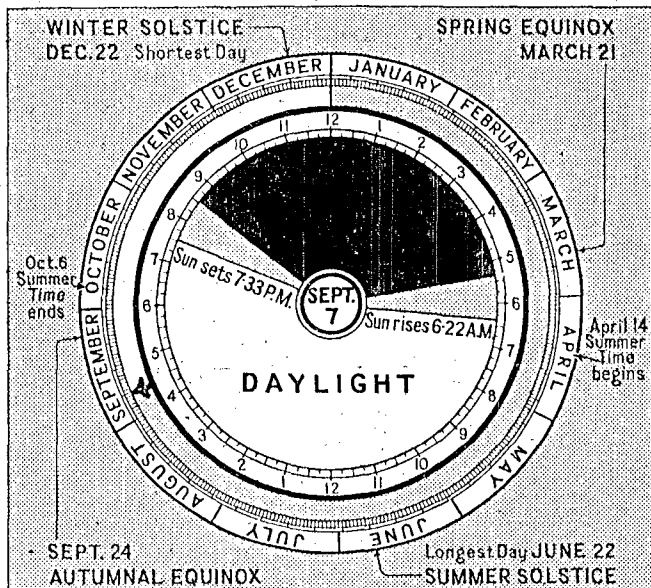 WINTER SOLSTICE
DEC. 22 Shortest Day
SPRING EQUINOX
MARCH 21
JANUARY
FEBRUARY
MARCH
APRIL
MAY
JUNE
JULY
AUGUST
SEPTEMBER
OCTOBER
NOVEMBER
DECEMBER
12
1
2
3
4
5
6
7
8
9
10
11
12
1
2
3
4
5
6
7
8
9
10
11
Oct. 6
Summer
Time
ends
April 14
Summer
Time
begins
Sun sets 7·33 P.M.
SEPT.
7
Sun rises 6·22 A.M.
DAYLIGHT
SEPT. 24
AUTUMNAL EQUINOX
Longest Day JUNE 22
SUMMER SOLSTICE